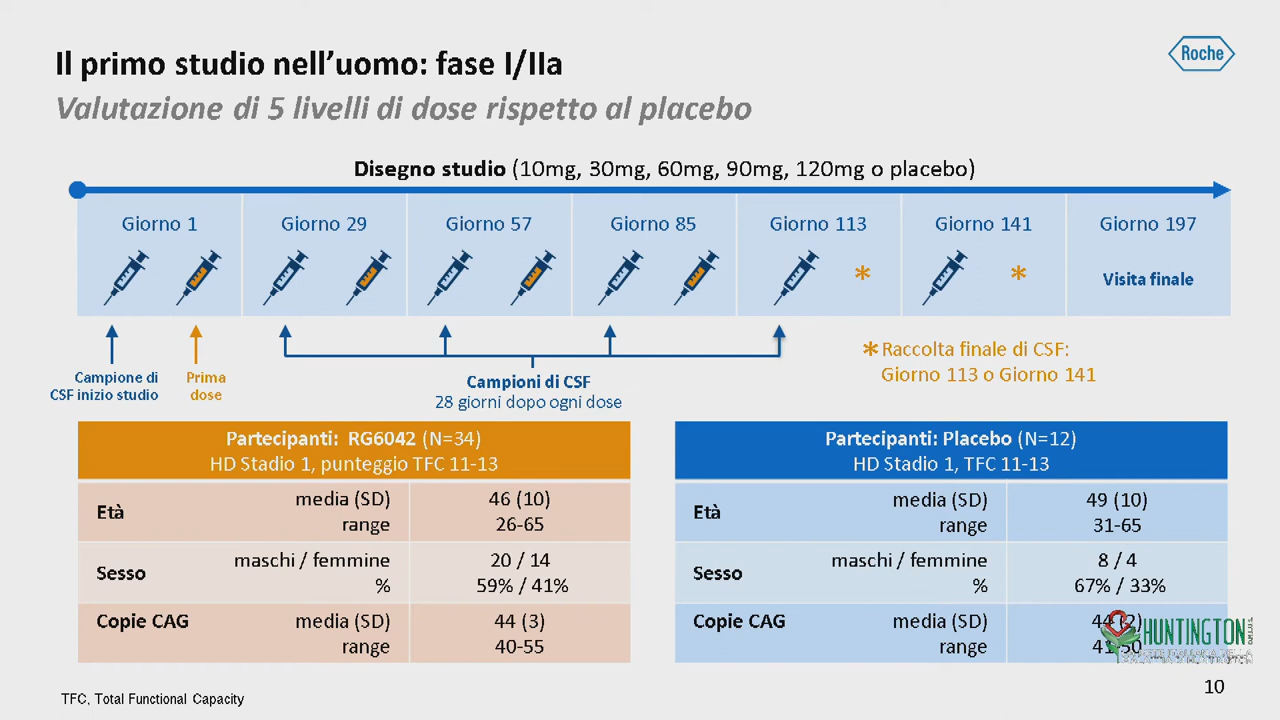 Il primo studio nell'uomo: fase I/IIa
Roche
Valutazione di 5 livelli di dose rispetto al placebo
Disegno studio (10mg, 30mg, 60mg, 90mg, 120mg o placebo)
Giorno 1
Giorno 29
Giorno 57
Giorno 85
Giorno 113
Giorno 141
Giorno 197
*
*
Visita finale
Campione di
CSF inizio studio
Prima
dose
Campioni di CSF
28 giorni dopo ogni dose
* Raccolta finale di CSF:
Giorno 113 o Giorno 141
Partecipanti: RG6042 (N=34)
HD Stadio 1, punteggio TFC 11-13
Età media (SD) 46 (10)
range 26-65
Sesso maschi / femmine 20 / 14
% 59% / 41%
Copie CAG media (SD) 44 (3)
range 40-55
Partecipanti: Placebo (N=12)
HD Stadio 1, TFC 11-13
Età media (SD) 49 (10)
range 31-65
Sesso maschi / femmine 8 / 4
% 67% / 33%
Copie CAG media (SD) 44 (2)
range 41-50
HUNTINGTON
TFC, Total Functional Capacity
10